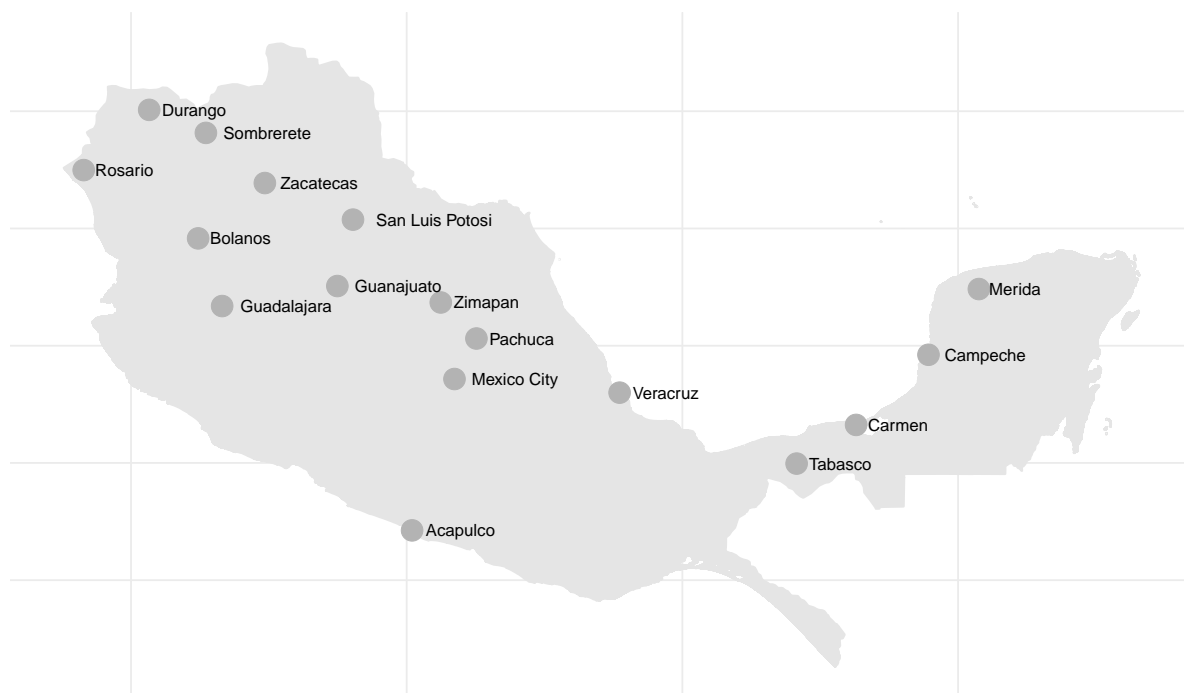 Durango
Sombrerete
Rosario
Zacatecas
San Luis Potosi
Bolanos
Guanajuato
Merida
Zimapan
Guadalajara
Pachuca
Campeche
Mexico City
Veracruz
Carmen
Tabasco
Acapulco